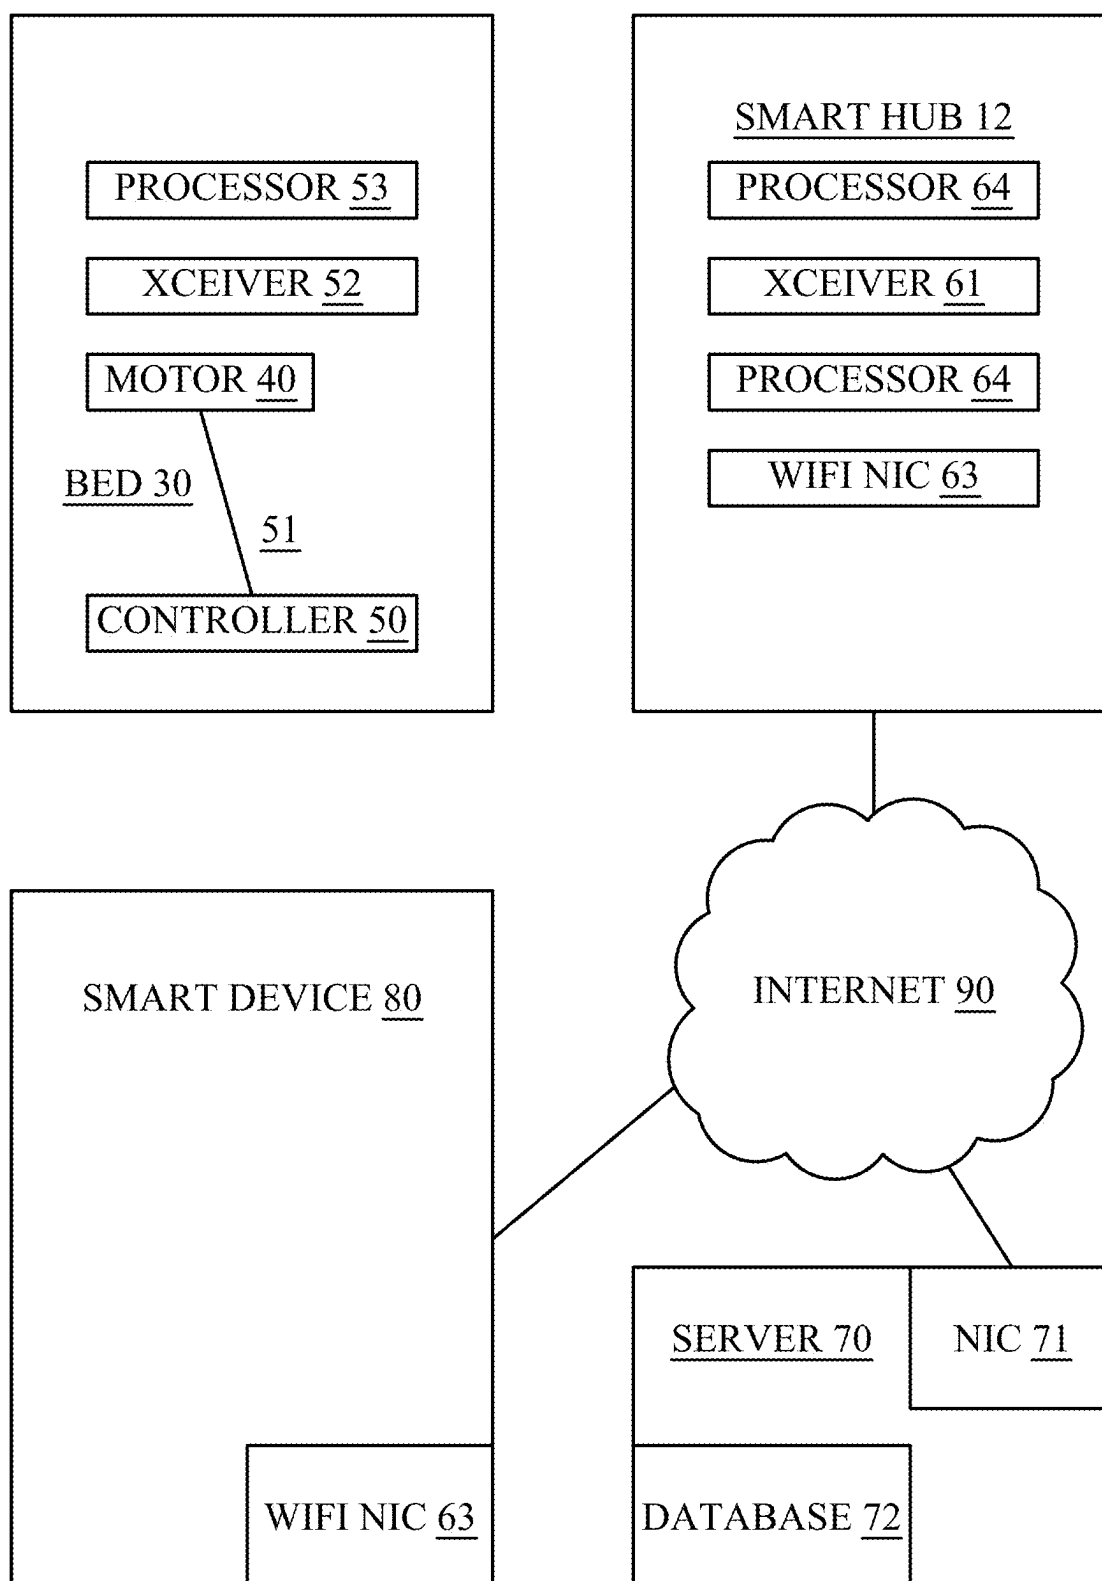 PROCESSOR 53
XCEIVER 52
MOTOR 40
BED 30
51
CONTROLLER 50
SMART HUB 12
PROCESSOR 64
XCEIVER 61
PROCESSOR 64
WIFI NIC 63
SMART DEVICE 80
WIFI NIC 63
INTERNET 90
SERVER 70
NIC 71
DATABASE 72